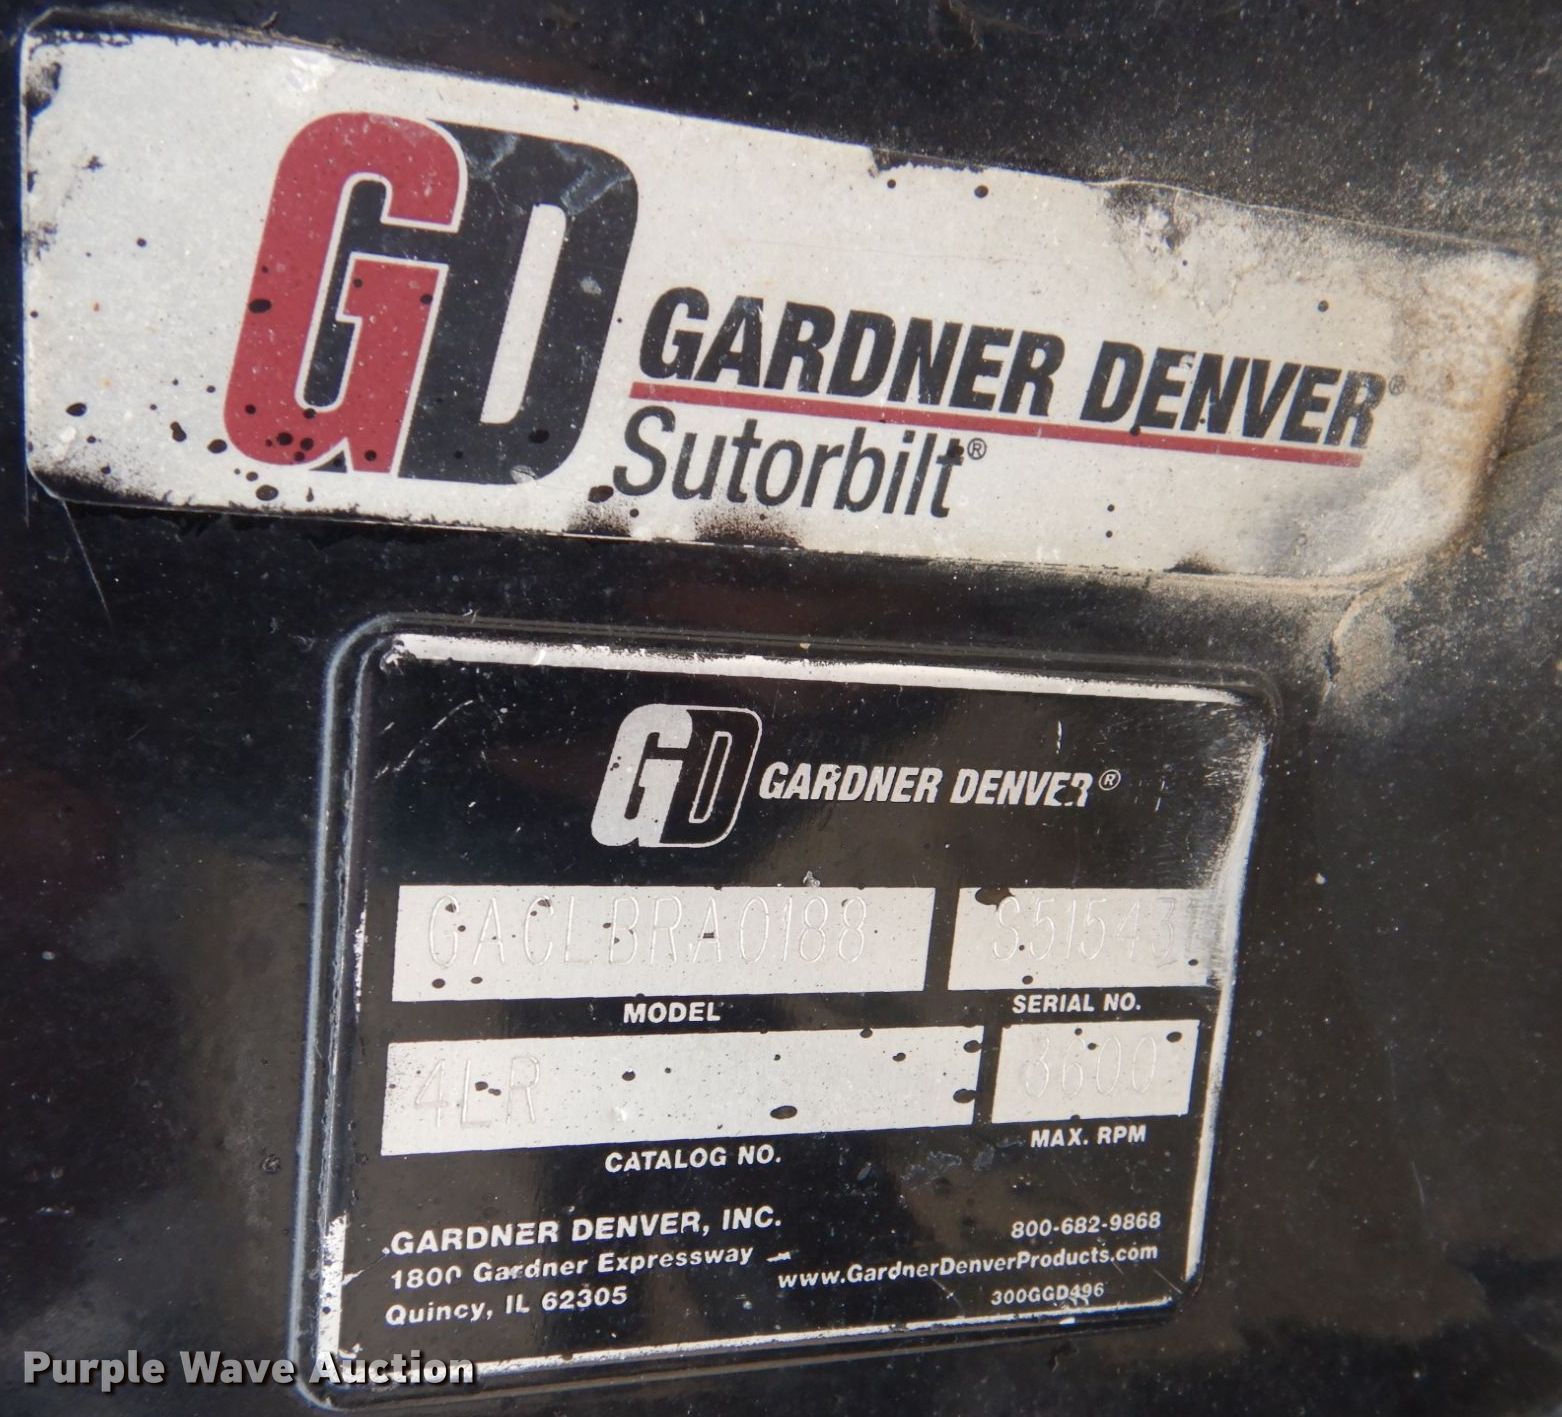 GD GARDNER DENVER®
Sutorbilt®
GD GARDNER DENVER®
GACLBRA0188
MODEL
SERIAL NO.
4LR
CATALOG NO.
3600
MAX. RPM
GARDNER DENVER, INC.
1800 Gardner Expressway
Quincy, IL 62305
800-682-9868
www.GardnerDenverProducts.com
300GGD496
Purple Wave Auction